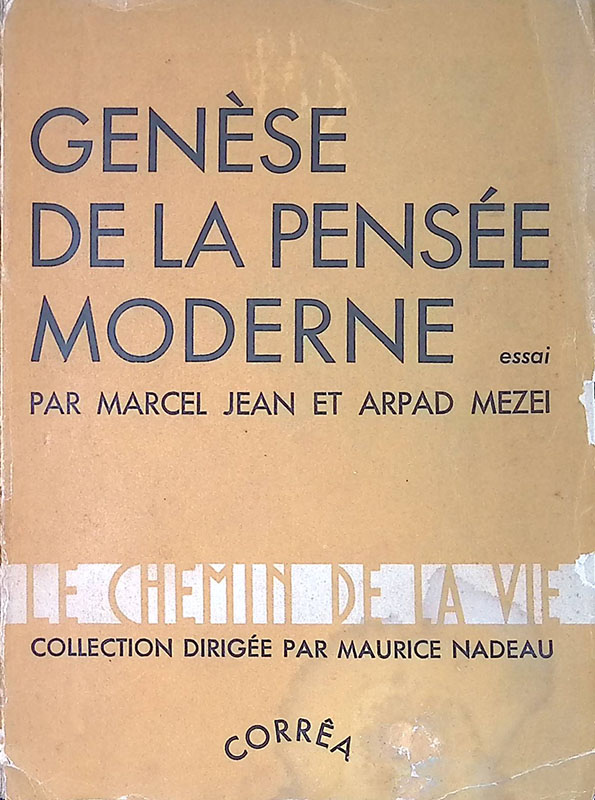 GENÈSE
DE LA PENSÉE
MODERNE essai
PAR MARCEL JEAN ET ARPAD MEZEI
LE CHEMIN DE LA VIE
COLLECTION DIRIGÉE PAR MAURICE NADEAU
CORRÊA